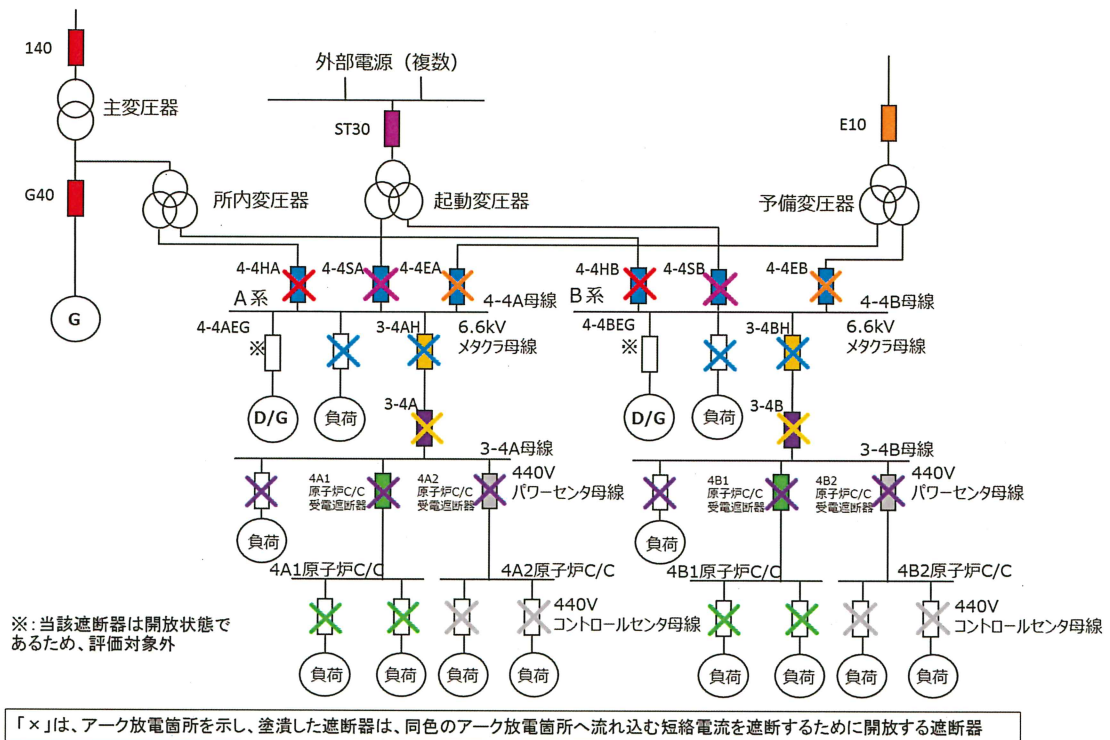 140
主変圧器
外部電源（複数）
ST30
E10
G40
所内変圧器
起動変圧器
予備変圧器
4-4HA
4-4SA
4-4EA
4-4HB
4-4SB
4-4EB
A系
4-4A母線
B系
4-4B母線
G
4-4AEG
※
3-4AH
6.6kV
メタクラ母線
4-4BEG
※
3-4BH
6.6kV
メタクラ母線
D/G
負荷
3-4A
D/G
負荷
3-4B
3-4A母線
3-4B母線
4A1
原子炉C/C
受電遮断器
4A2
原子炉C/C
受電遮断器
440V
パワーセンタ母線
4B1
原子炉C/C
受電遮断器
4B2
原子炉C/C
受電遮断器
440V
パワーセンタ母線
負荷
負荷
4A1原子炉C/C
4A2原子炉C/C
4B1原子炉C/C
4B2原子炉C/C
440V
コントロールセンタ母線
440V
コントロールセンタ母線
※：当該遮断器は開放状態で
あるため、評価対象外
負荷
負荷
負荷
負荷
負荷
負荷
負荷
負荷
「×」は、アーク放電箇所を示し、塗潰した遮断器は、同色のアーク放電箇所へ流れ込む短絡電流を遮断するために開放する遮断器